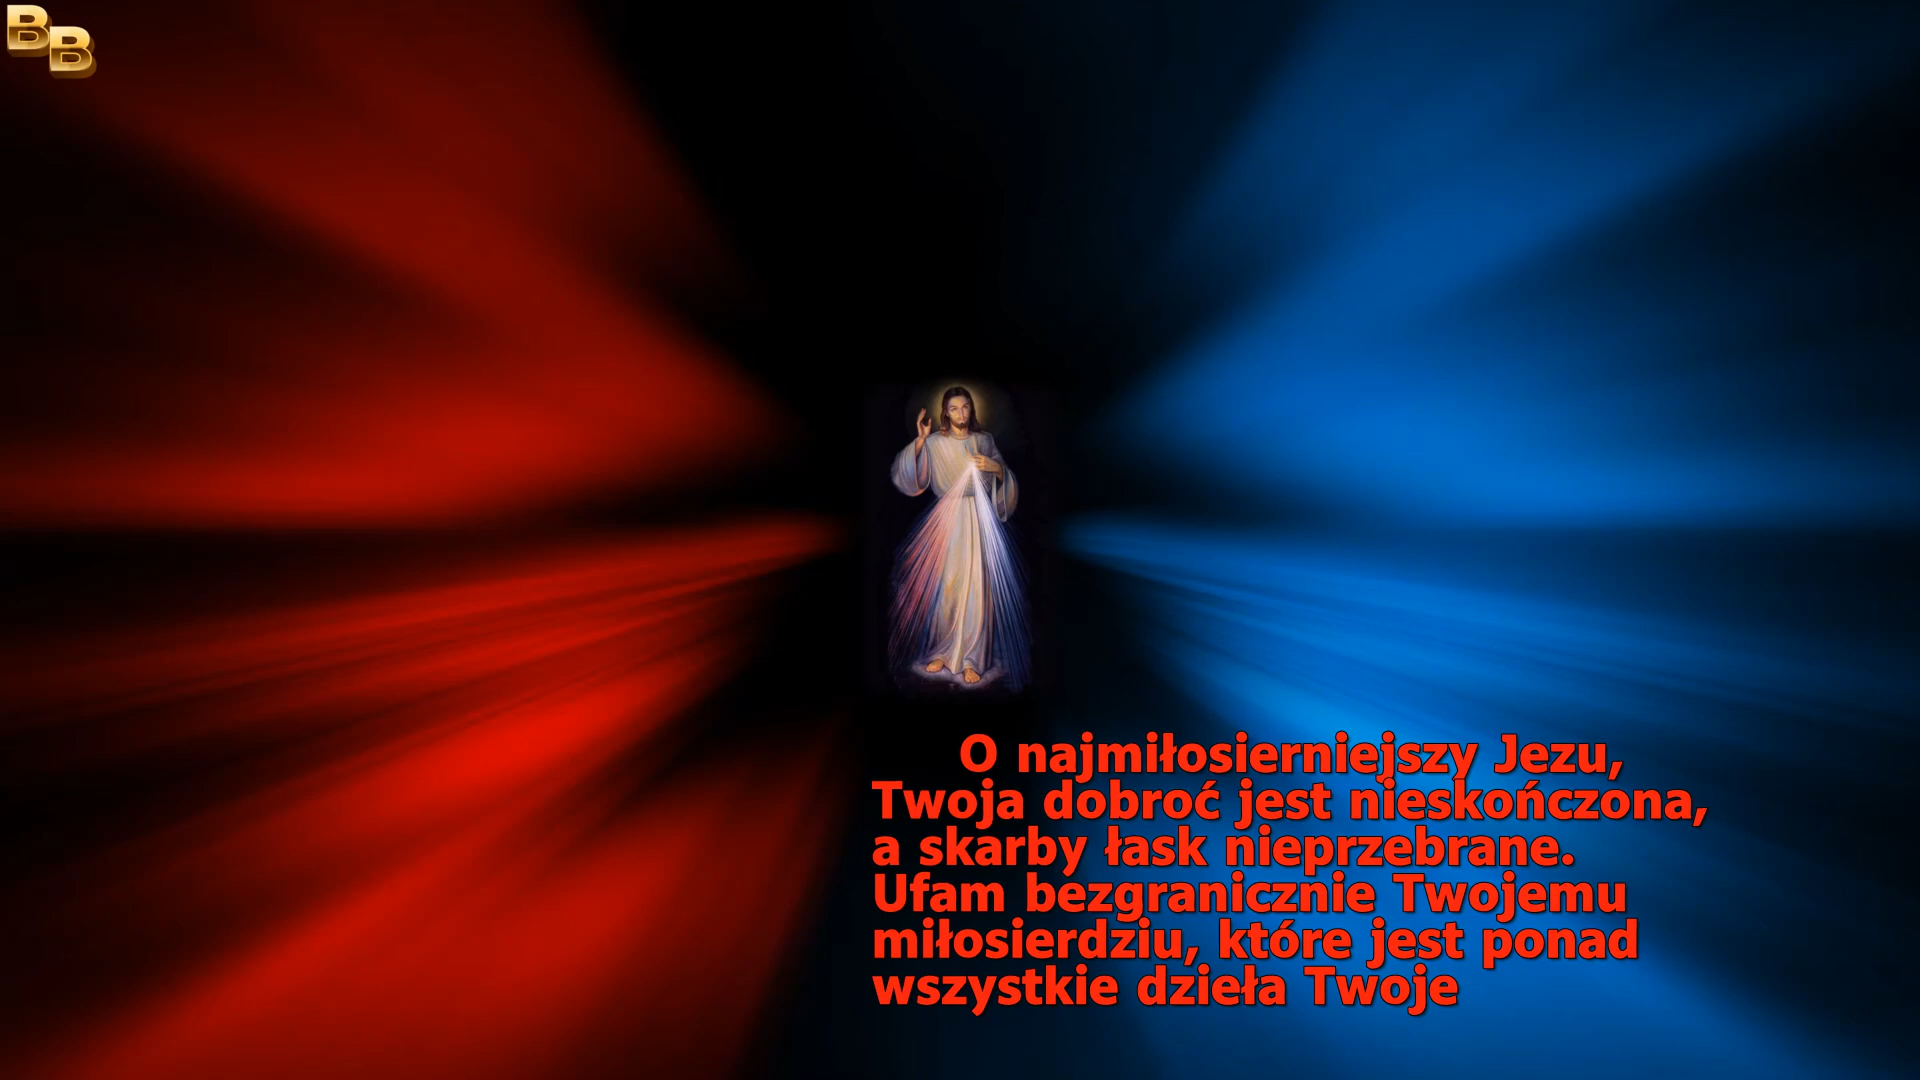 BB
O najmiłosierniejszy Jezu,
Twoja dobroć jest nieskończona,
a skarby łask nieprzebrane.
Ufam bezgranicznie Twojemu
miłosierdziu, które jest ponad
wszystkie dzieła Twoje